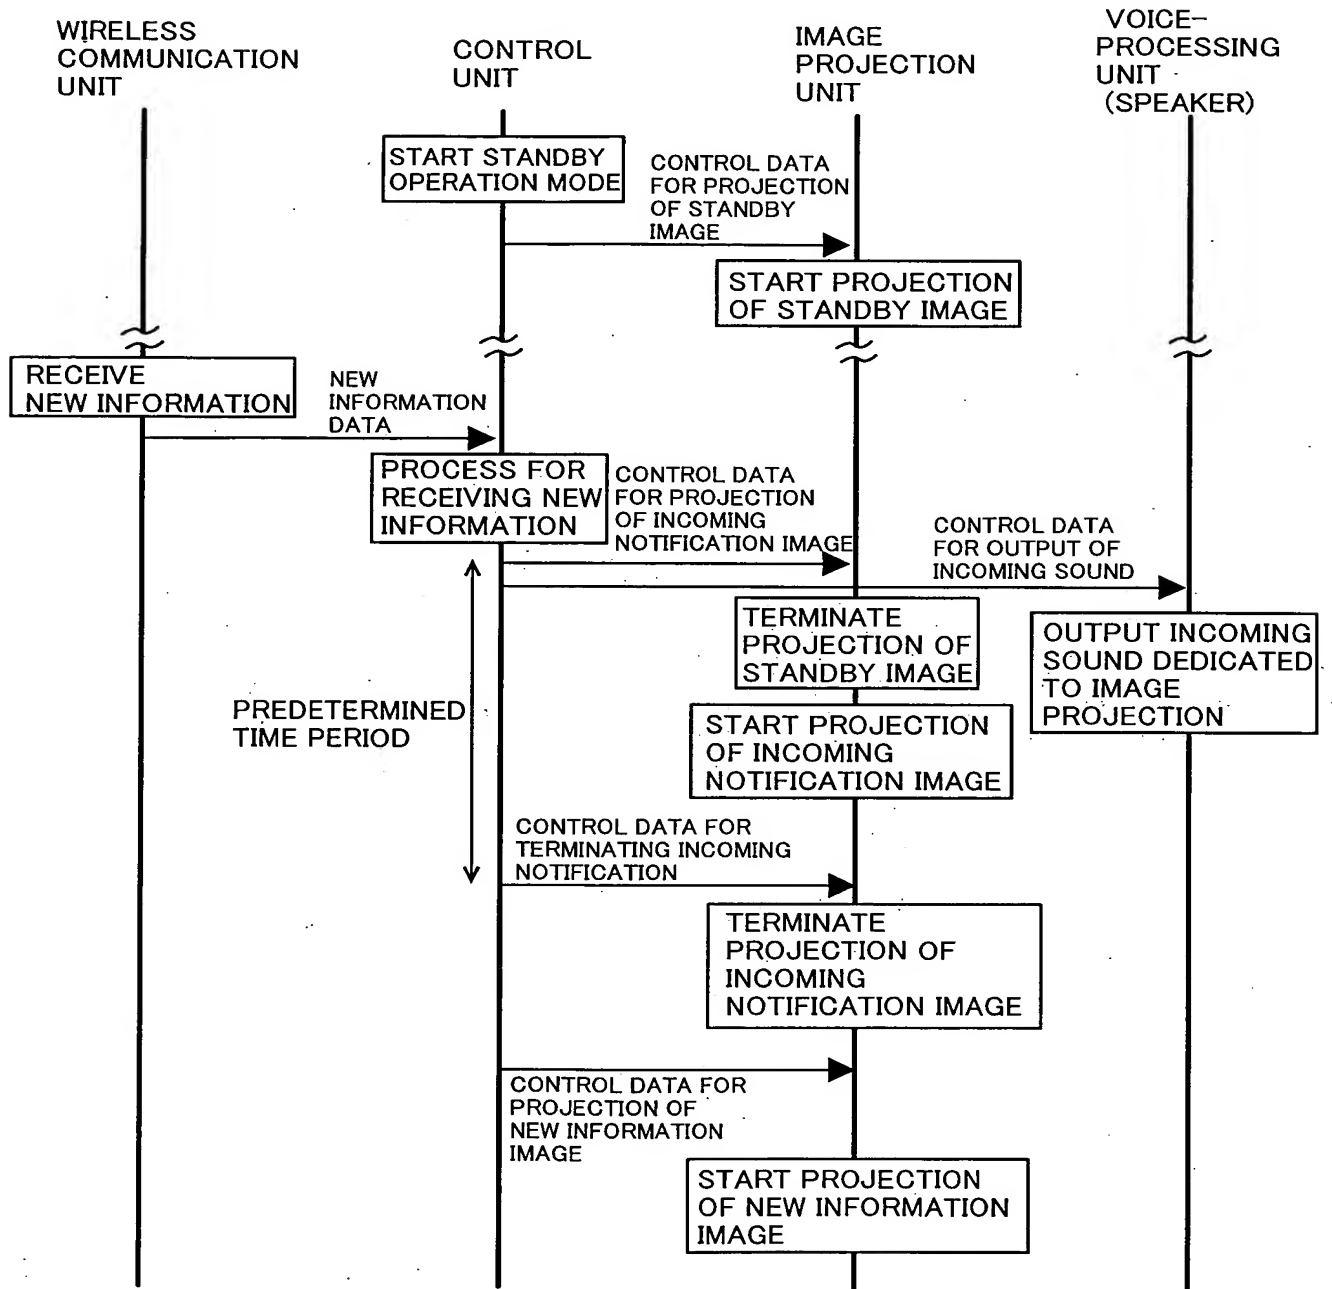 WIRELESS
COMMUNICATION
UNIT
CONTROL
UNIT
IMAGE
PROJECTION
UNIT
VOICE-
PROCESSING
UNIT
(SPEAKER)
START STANDBY
OPERATION MODE
CONTROL DATA
FOR PROJECTION
OF STANDBY
IMAGE
START PROJECTION
OF STANDBY IMAGE
RECEIVE
NEW INFORMATION
NEW
INFORMATION
DATA
PROCESS FOR
RECEIVING NEW
INFORMATION
CONTROL DATA
FOR PROJECTION
OF INCOMING
NOTIFICATION IMAGE
CONTROL DATA
FOR OUTPUT OF
INCOMING SOUND
TERMINATE
PROJECTION OF
STANDBY IMAGE
OUTPUT INCOMING
SOUND DEDICATED
TO IMAGE
PROJECTION
PREDETERMINED
TIME PERIOD
START PROJECTION
OF INCOMING
NOTIFICATION IMAGE
CONTROL DATA FOR
TERMINATING INCOMING
NOTIFICATION
TERMINATE
PROJECTION OF
INCOMING
NOTIFICATION IMAGE
CONTROL DATA FOR
PROJECTION OF
NEW INFORMATION
IMAGE
START PROJECTION
OF NEW INFORMATION
IMAGE